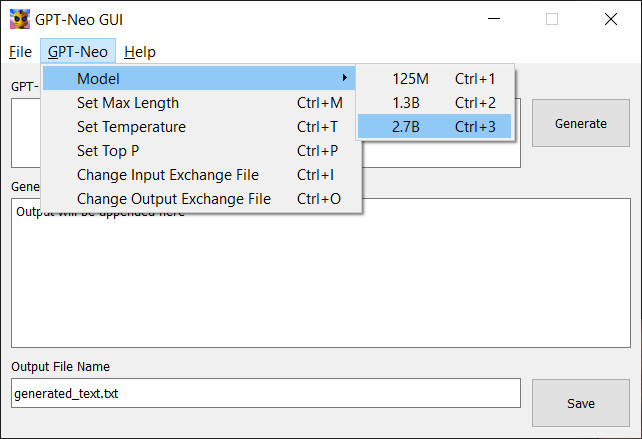 GPT-Neo GUI
File GPT-Neo Help
Model 125M Ctrl+1
Set Max Length Ctrl+M 1.3B Ctrl+2
Set Temperature Ctrl+T 2.7B Ctrl+3
Set Top P Ctrl+P
Change Input Exchange File Ctrl+I
Change Output Exchange File Ctrl+O
GPT-
Generate
Gene
Output will be appended here
Output File Name
generated_text.txt
Save